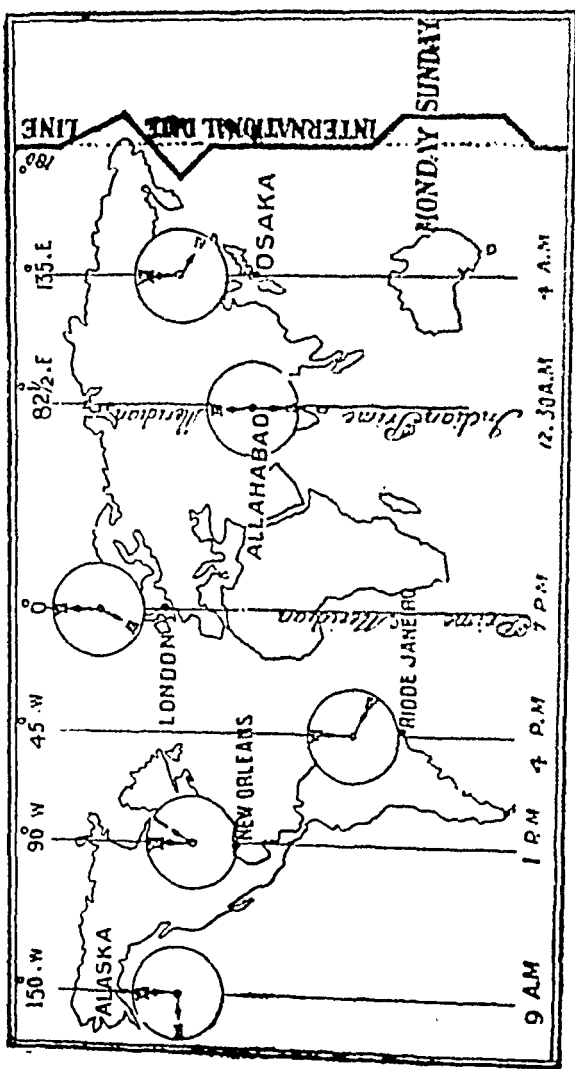 150°.W
90° W
45°.W
0°
82½°.E
135°.E
180°
ALASKA
NEW ORLEANS
LONDON
ALLAHABAD
OSAKA
RIO DE JANEIRO
Prime Meridian
Indian Prime Meridian
INTERNATIONAL DATE LINE
MONDAY SUNDAY
9 A.M
1 P.M
4 P.M
7 P.M
12.30 A.M
4 A.M